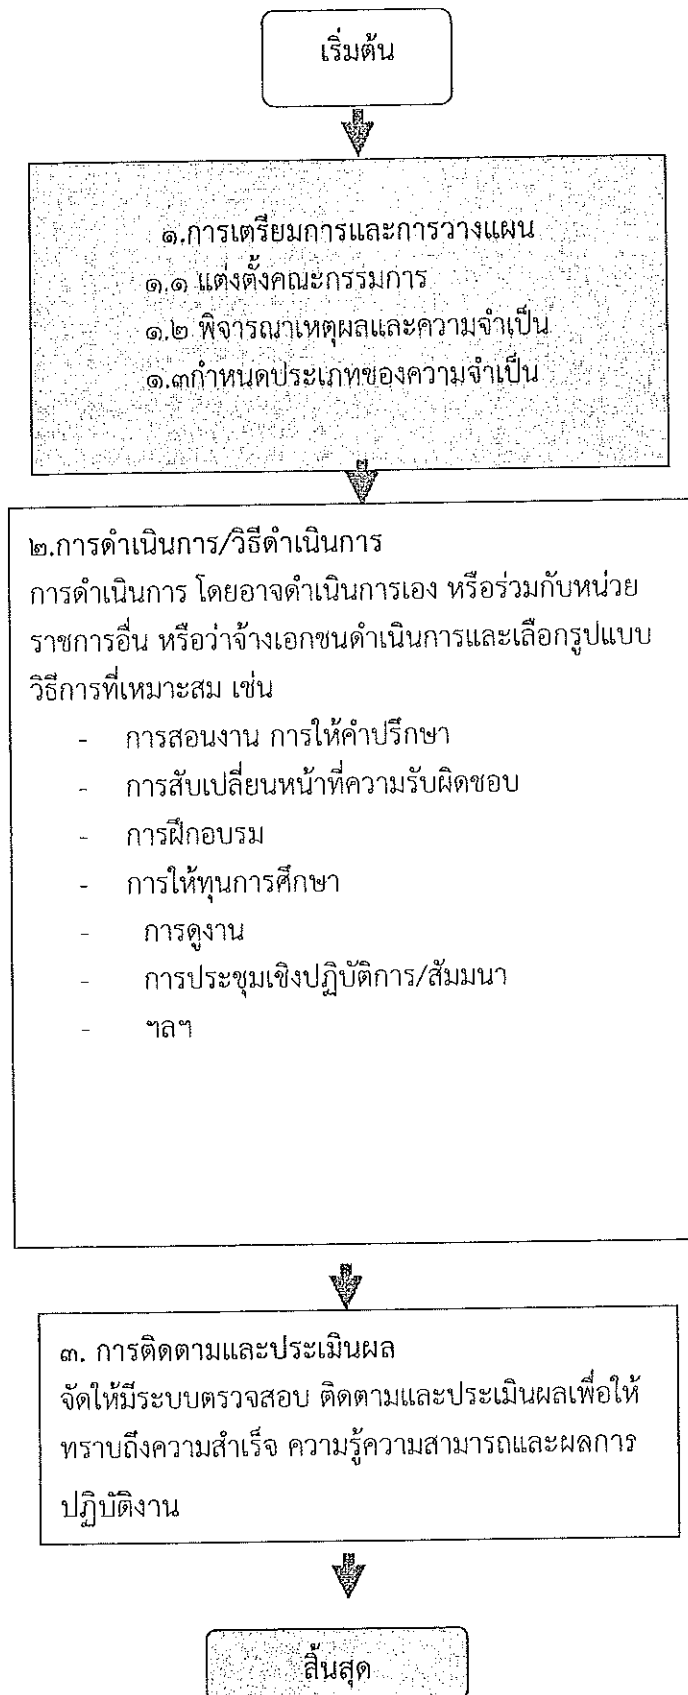 เริ่มต้น
๑.การเตรียมการและการวางแผน
๑.๑ แต่งตั้งคณะกรรมการ
๑.๒ พิจารณาเหตุผลและความจำเป็น
๑.๓กำหนดประเภทของความจำเป็น
๒.การดำเนินการ/วิธีดำเนินการ
การดำเนินการ โดยอาจดำเนินการเอง หรือร่วมกับหน่วย
ราชการอื่น หรือว่าจ้างเอกชนดำเนินการและเลือกรูปแบบ
วิธีการที่เหมาะสม เช่น
- การสอนงาน การให้คำปรึกษา
- การสับเปลี่ยนหน้าที่ความรับผิดชอบ
- การฝึกอบรม
- การให้ทุนการศึกษา
- การดูงาน
- การประชุมเชิงปฏิบัติการ/สัมมนา
- ฯลฯ
๓. การติดตามและประเมินผล
จัดให้มีระบบตรวจสอบ ติดตามและประเมินผลเพื่อให้
ทราบถึงความสำเร็จ ความรู้ความสามารถและผลการ
ปฏิบัติงาน
สิ้นสุด